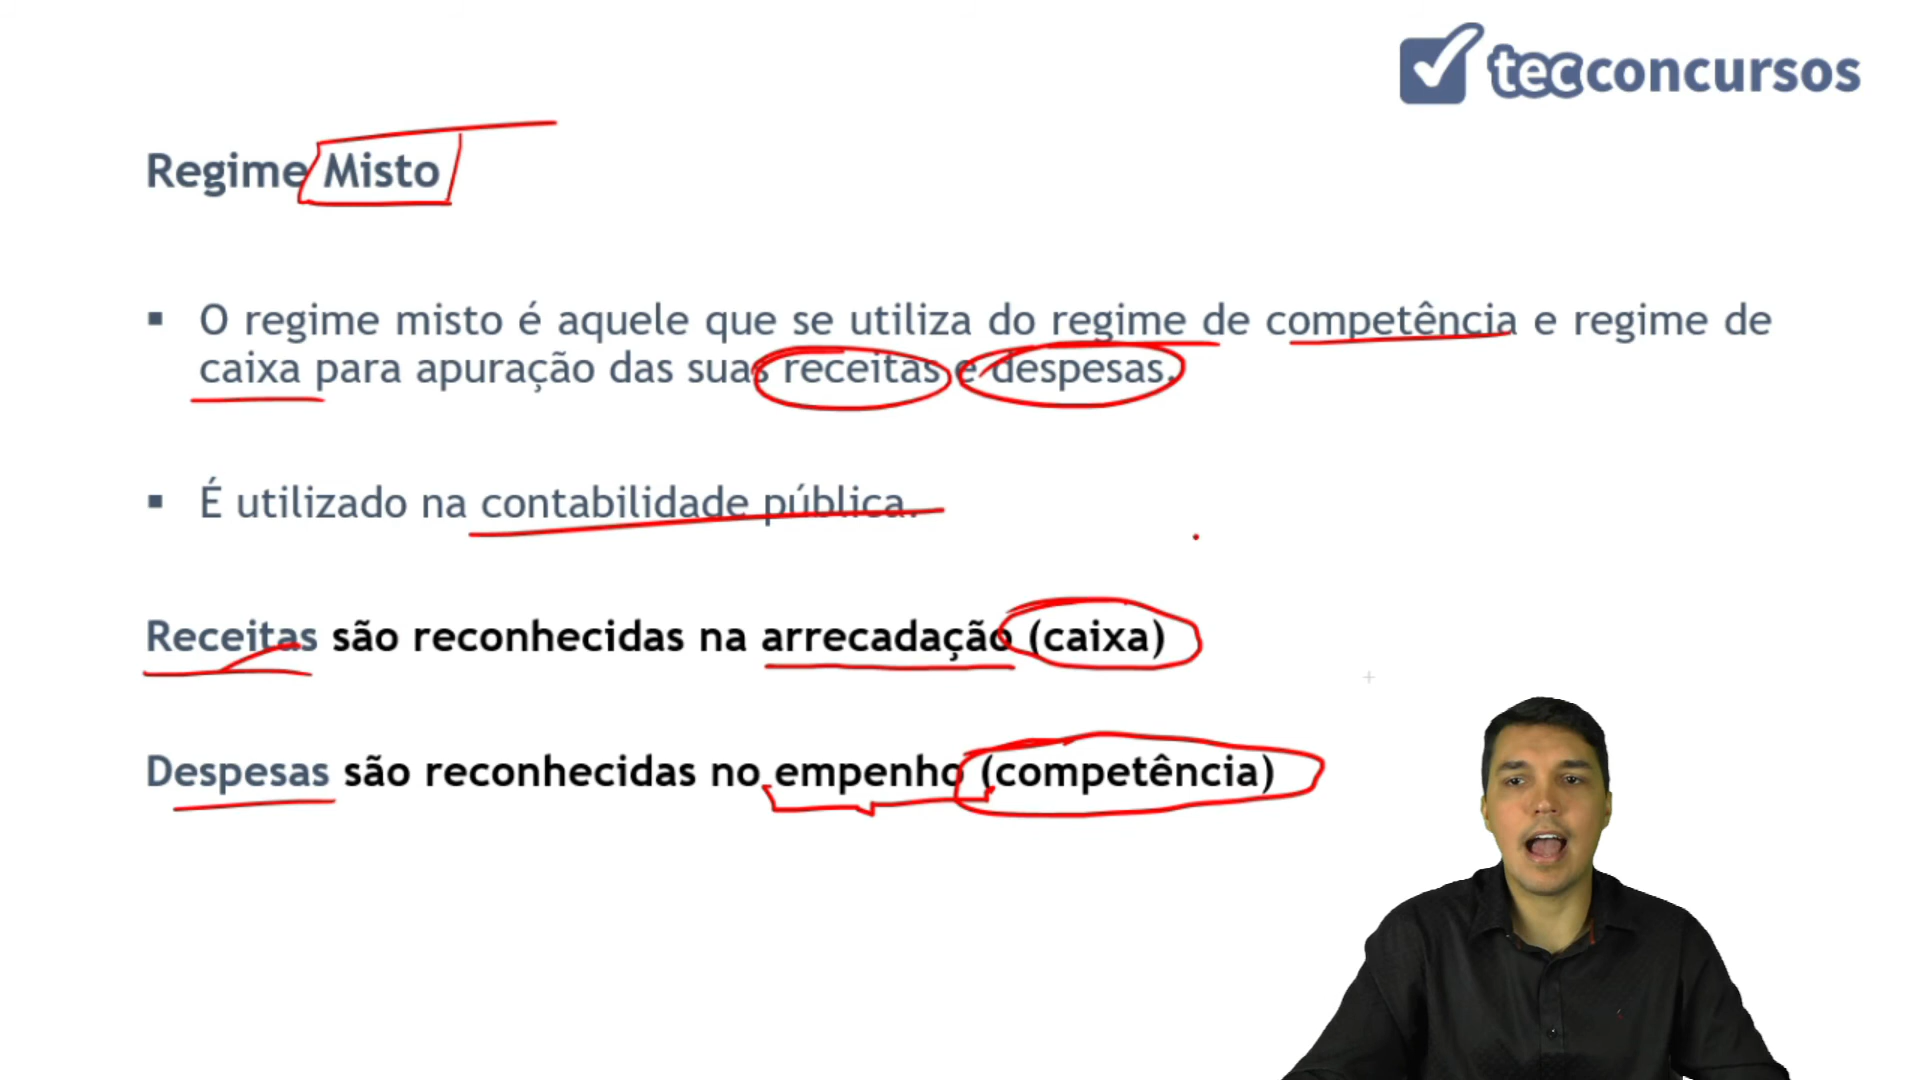 tecconcursos
Regime Misto
▪ O regime misto é aquele que se utiliza do regime de competência e regime de
caixa para apuração das suas receitas e despesas.
▪ É utilizado na contabilidade pública.
Receitas são reconhecidas na arrecadação (caixa)
Despesas são reconhecidas no empenho (competência)